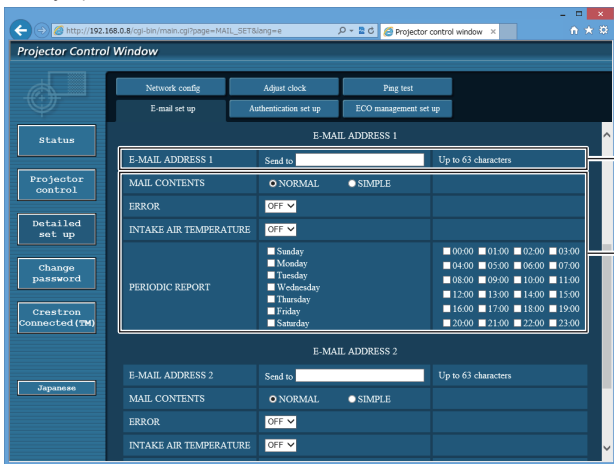 http://192.168.0.8/cgi-bin/main.cgi?page=MAIL_SET&lang=e
Projector control window
Projector Control Window
Network config Adjust clock Ping test
E-mail set up Authentication set up ECO management set up
Status
Projector control
Detailed set up
Change password
Crestron Connected(TM)
Japanese
E-MAIL ADDRESS 1
E-MAIL ADDRESS 1 Send to Up to 63 characters
MAIL CONTENTS NORMAL SIMPLE
ERROR OFF
INTAKE AIR TEMPERATURE OFF
PERIODIC REPORT
Sunday
Monday
Tuesday
Wednesday
Thursday
Friday
Saturday
00:00 01:00 02:00 03:00
04:00 05:00 06:00 07:00
08:00 09:00 10:00 11:00
12:00 13:00 14:00 15:00
16:00 17:00 18:00 19:00
20:00 21:00 22:00 23:00
E-MAIL ADDRESS 2
E-MAIL ADDRESS 2 Send to Up to 63 characters
MAIL CONTENTS NORMAL SIMPLE
ERROR OFF
INTAKE AIR TEMPERATURE OFF